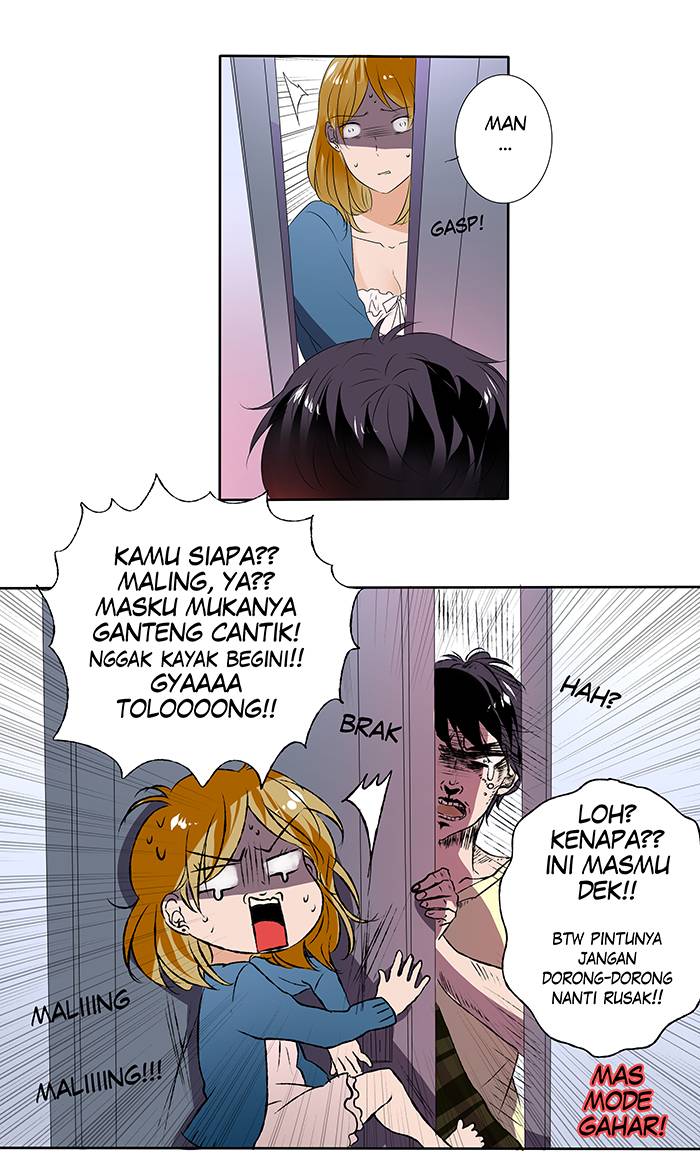 MAN
...
GASP!
KAMU SIAPA??
MALING, YA??
MASKU MUKANYA
GANTENG CANTIK!
NGGAK KAYAK BEGINI!!
GYAAAA
TOLOOOONG!!
BRAK
HAH?
LOH?
KENAPA??
INI MASMU
DEK!!
BTW PINTUNYA
JANGAN
DORONG-DORONG
NANTI RUSAK!!
MALIIING
MALIIIING!!!
MAS
MODE
GAHAR!